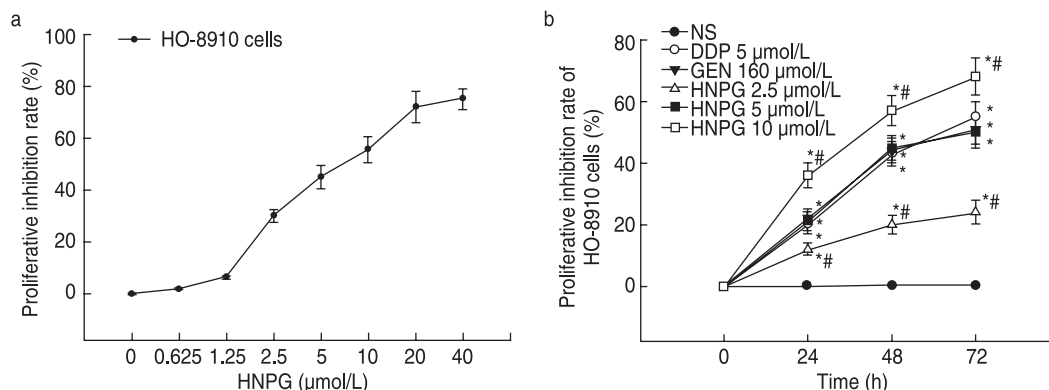 a
Proliferative inhibition rate (%)
100
80
60
40
20
0
HO-8910 cells
0 0.625 1.25 2.5 5 10 20 40
HNPG (µmol/L)
b
Proliferative inhibition rate of
HO-8910 cells (%)
80
60
40
20
0
NS
DDP 5 µmol/L
GEN 160 µmol/L
HNPG 2.5 µmol/L
HNPG 5 µmol/L
HNPG 10 µmol/L
*#
*#
*#
*
*
*
*
*
*
*
*
*
*#
*#
*#
0 24 48 72
Time (h)